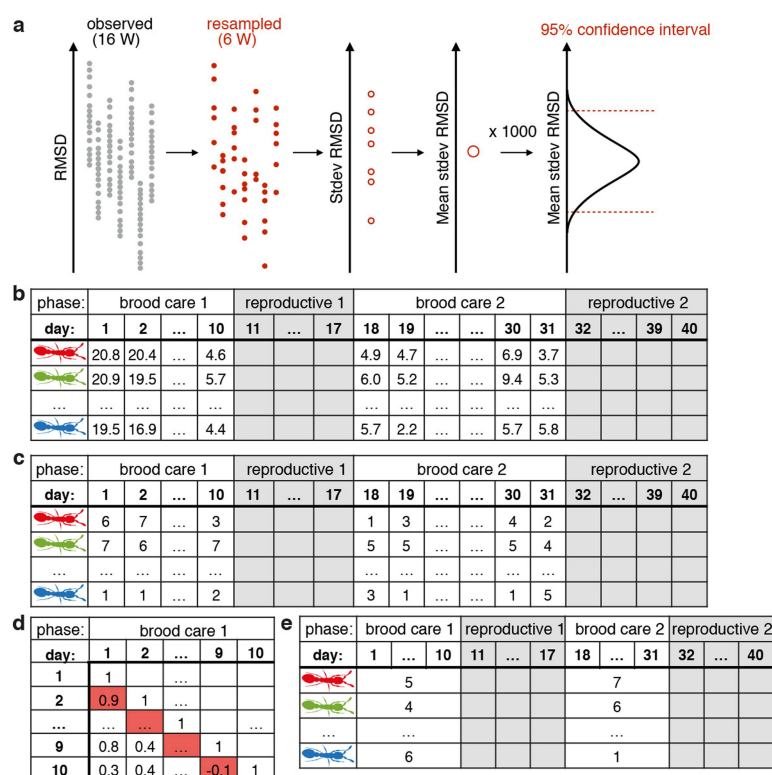 a
observed
(16 W)
resampled
(6 W)
95% confidence interval
RMSD
Stdev RMSD
Mean stdev RMSD
x 1000
Mean stdev RMSD
b
phase: brood care 1 reproductive 1 brood care 2 reproductive 2
day: 1 2 ... 10 11 ... 17 18 19 ... ... 30 31 32 ... 39 40
20.8 20.4 ... 4.6 4.9 4.7 ... ... 6.9 3.7
20.9 19.5 ... 5.7 6.0 5.2 ... ... 9.4 5.3
... ... ... ... ... ... ... ... ... ... ...
19.5 16.9 ... 4.4 5.7 2.2 ... ... 5.7 5.8
c
phase: brood care 1 reproductive 1 brood care 2 reproductive 2
day: 1 2 ... 10 11 ... 17 18 19 ... ... 30 31 32 ... 39 40
6 7 ... 3 1 3 ... ... 4 2
7 6 ... 7 5 5 ... ... 5 4
... ... ... ... ... ... ... ... ... ... ...
1 1 ... 2 3 1 ... ... 1 5
d
phase: brood care 1
day: 1 2 ... 9 10
1 1 ...
2 0.9 1 ...
... ... ... 1 ...
9 0.8 0.4 ... 1
10 0.3 0.4 ... -0.1 1
e
phase: brood care 1 reproductive 1 brood care 2 reproductive 2
day: 1 ... 10 11 ... 17 18 ... 31 32 ... 40
5 7
4 6
... ... ...
6 1